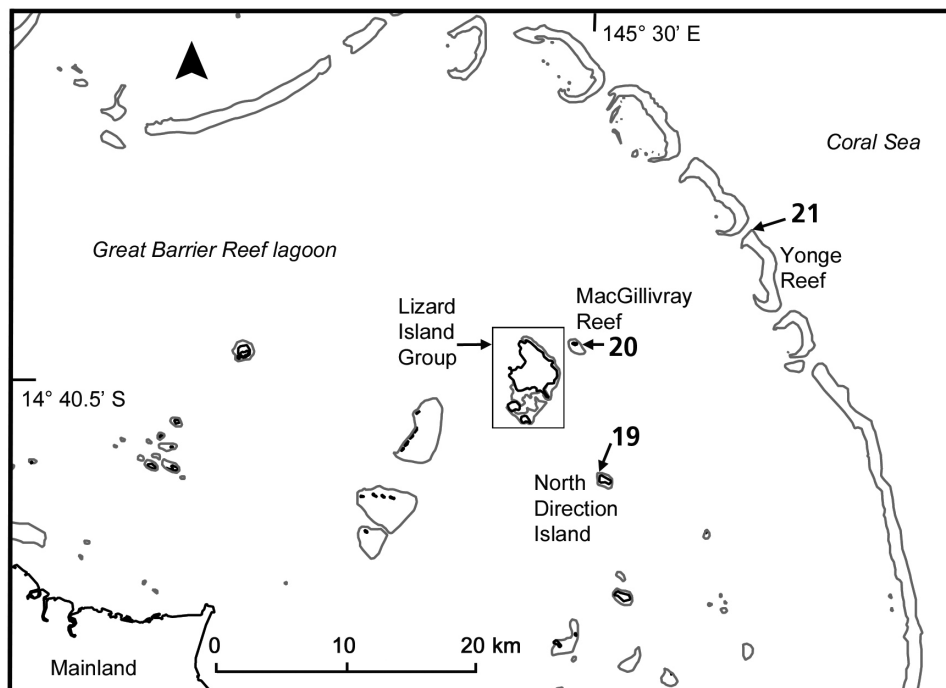 145° 30’ E
Coral Sea
21
Great Barrier Reef lagoon
Yonge
Reef
Lizard
Island
Group
MacGillivray
Reef
20
14° 40.5’ S
19
North
Direction
Island
Mainland
0 10 20 km